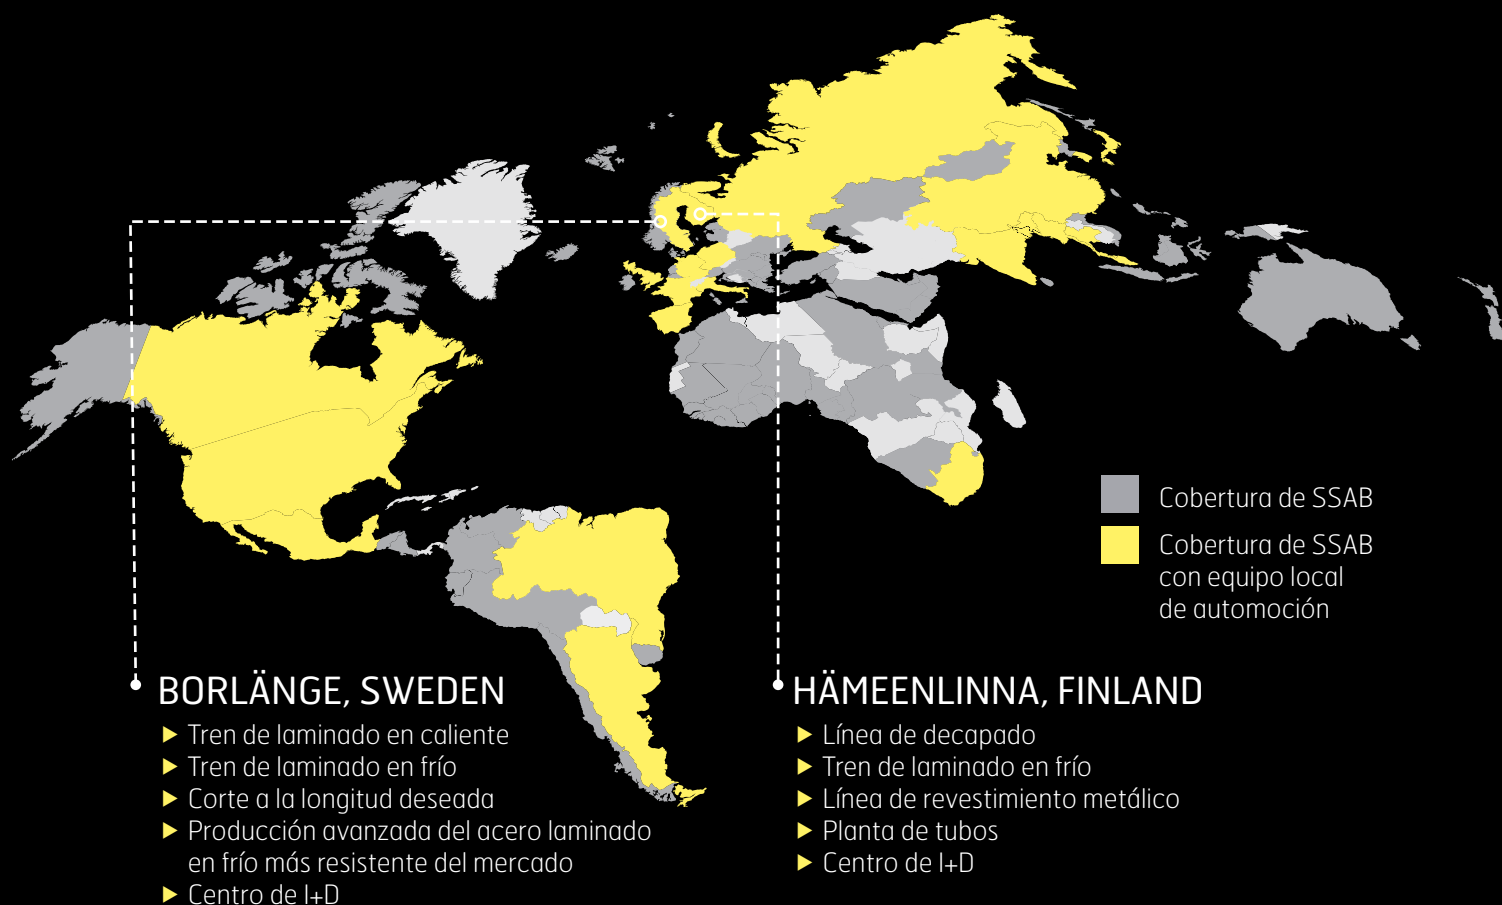 Cobertura de SSAB
Cobertura de SSAB
con equipo local
de automoción
BORLÄNGE, SWEDEN
Tren de laminado en caliente
Tren de laminado en frío
Corte a la longitud deseada
Producción avanzada del acero laminado
en frío más resistente del mercado
Centro de I+D
HÄMEENLINNA, FINLAND
Línea de decapado
Tren de laminado en frío
Línea de revestimiento metálico
Planta de tubos
Centro de I+D